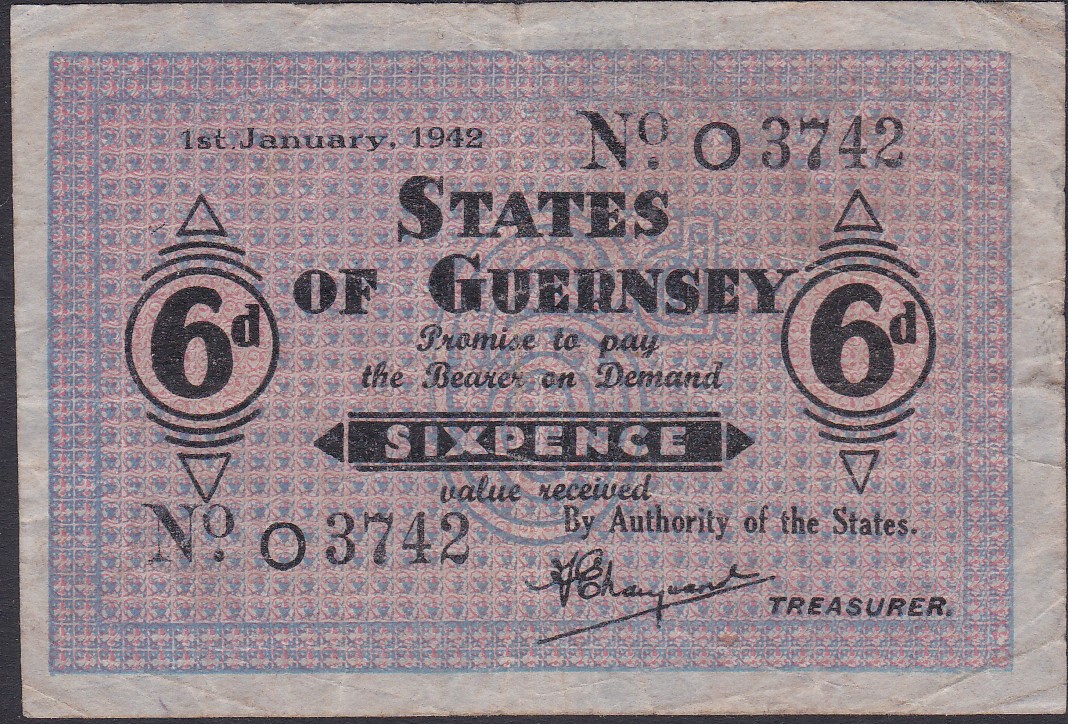 1st. January. 1942
No. O 3742
STATES
OF GUERNSEY
6d
6d
Promise to pay
the Bearer on Demand
SIXPENCE
value received
By Authority of the States.
No. O 3742
TREASURER.